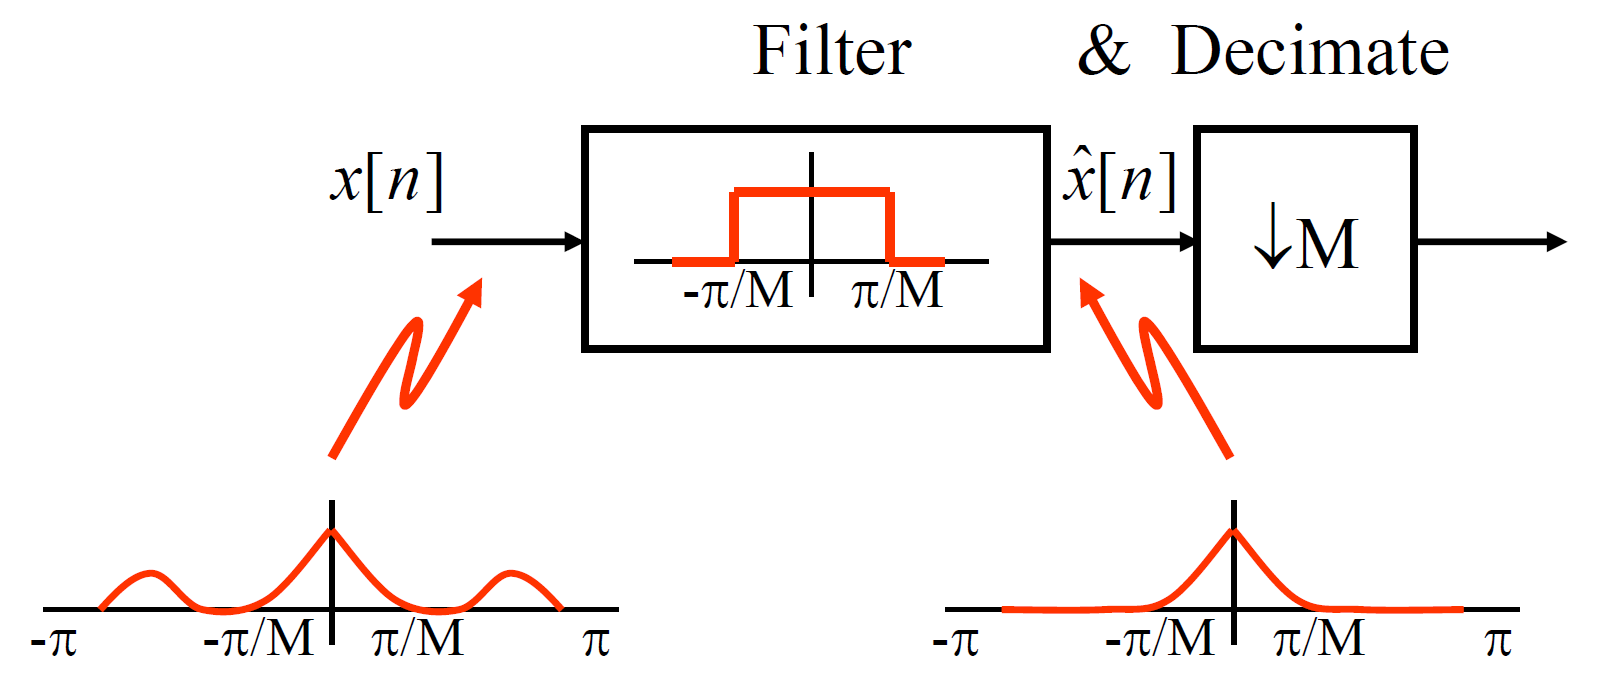 Filter & Decimate
x[n]
x̂[n]
↓M
-π/M π/M
-π -π/M π/M π
-π -π/M π/M π